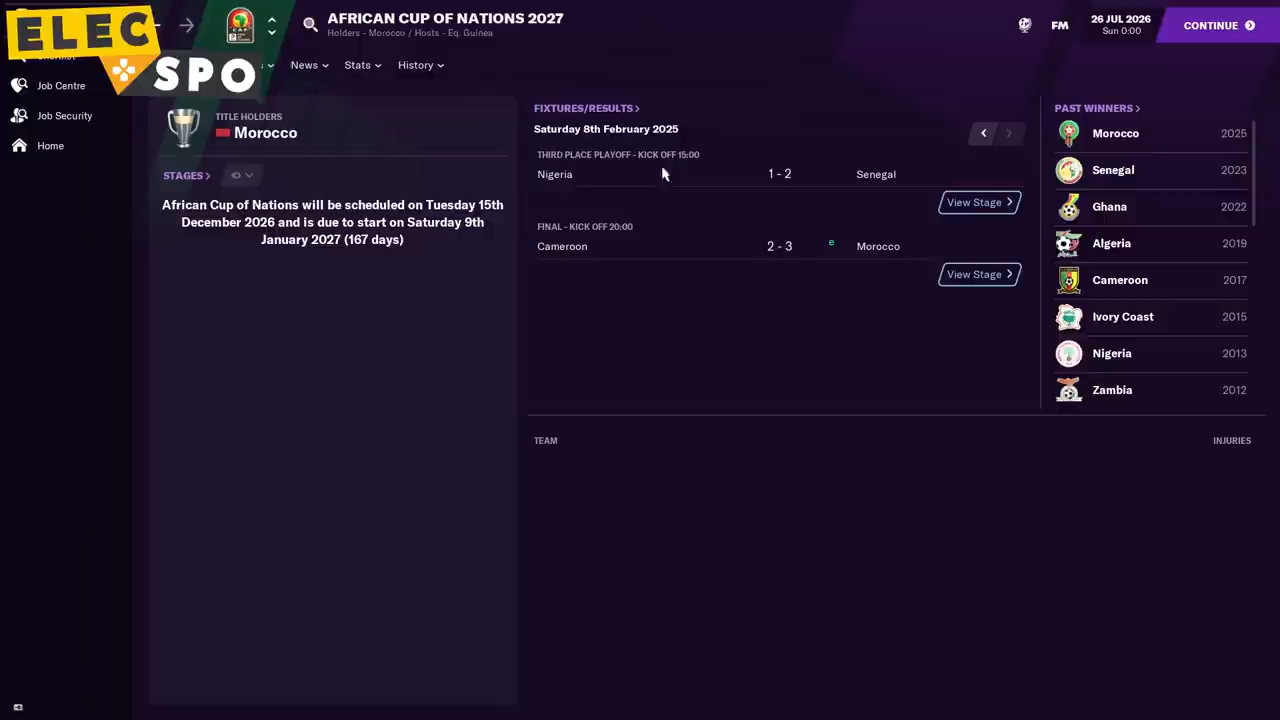 ELEC
SPO
AFRICAN CUP OF NATIONS 2027
Holders - Morocco / Hosts - Eq. Guinea
FM
26 JUL 2026
Sun 0:00
CONTINUE
News
Stats
History
Job Centre
Job Security
Home
TITLE HOLDERS
Morocco
STAGES
African Cup of Nations will be scheduled on Tuesday 15th
December 2026 and is due to start on Saturday 9th
January 2027 (167 days)
FIXTURES/RESULTS
Saturday 8th February 2025
THIRD PLACE PLAYOFF - KICK OFF 15:00
Nigeria 1 - 2 Senegal
View Stage
FINAL - KICK OFF 20:00
Cameroon 2 - 3 e Morocco
View Stage
TEAM
INJURIES
PAST WINNERS
Morocco 2025
Senegal 2023
Ghana 2022
Algeria 2019
Cameroon 2017
Ivory Coast 2015
Nigeria 2013
Zambia 2012